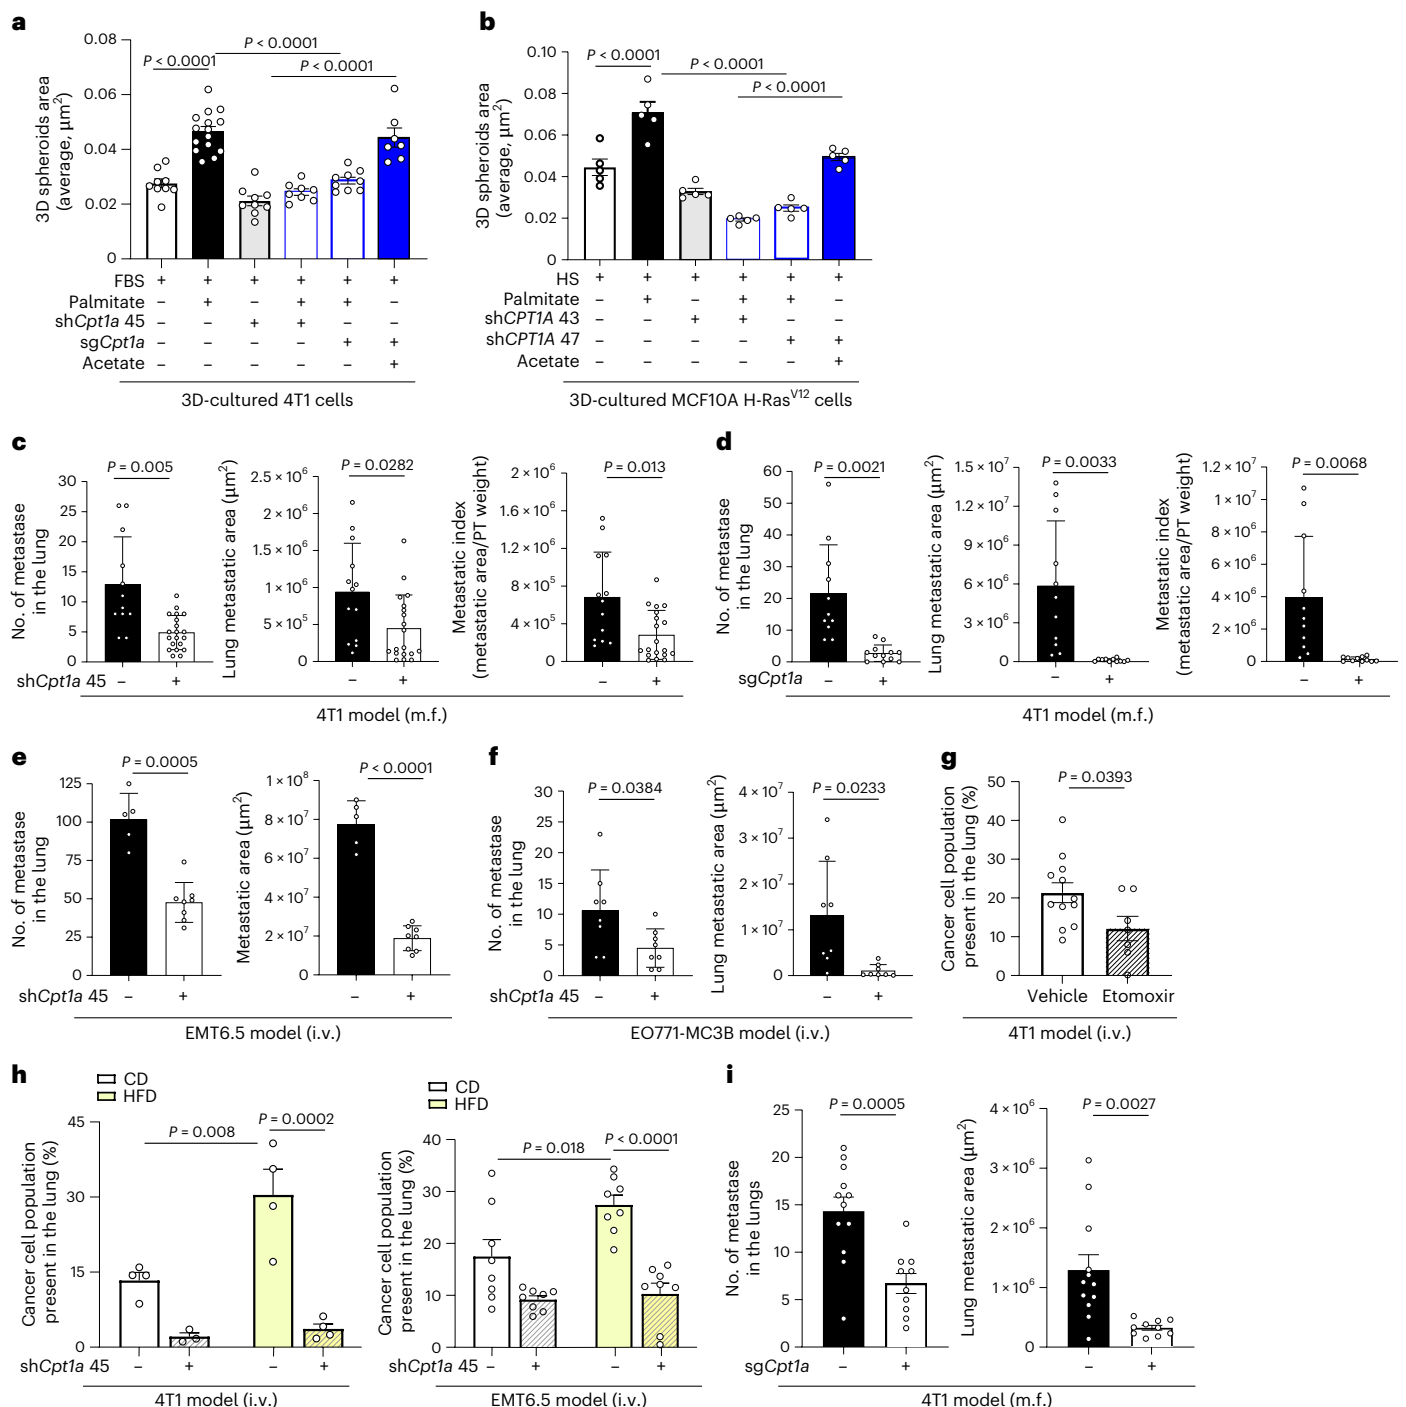 a
3D spheroids area
(average, µm²)
0.08
0.06
0.04
0.02
0
P < 0.0001
P < 0.0001
P < 0.0001
FBS + + + + + +
Palmitate – + – + + –
shCpt1a 45 – – + + – –
sgCpt1a – – – – + +
Acetate – – – – – +
3D-cultured 4T1 cells
b
3D spheroids area
(average, µm²)
0.10
0.08
0.06
0.04
0.02
0
P < 0.0001
P < 0.0001
P < 0.0001
HS + + + + + +
Palmitate – + – + + –
shCPT1A 43 – – + + – –
shCPT1A 47 – – – – + +
Acetate – – – – – +
3D-cultured MCF10A H-Rasⱽ¹² cells
c
No. of metastase
in the lung
30
25
20
15
10
5
0
P = 0.005
Lung metastatic area (µm²)
2.5 × 10⁶
2 × 10⁶
1.5 × 10⁶
1 × 10⁶
5 × 10⁵
0
P = 0.0282
Metastatic index
(metastatic area/PT weight)
2 × 10⁶
1.6 × 10⁶
1.2 × 10⁶
8 × 10⁵
4 × 10⁵
0
P = 0.013
shCpt1a 45 – + – + – +
4T1 model (m.f.)
d
No. of metastase
in the lung
60
50
40
30
20
10
0
P = 0.0021
Lung metastatic area (µm²)
1.5 × 10⁷
1.2 × 10⁷
9 × 10⁶
6 × 10⁶
3 × 10⁶
0
P = 0.0033
Metastatic index
(metastatic area/PT weight)
1.2 × 10⁷
1 × 10⁷
8 × 10⁶
6 × 10⁶
4 × 10⁶
2 × 10⁶
0
P = 0.0068
sgCpt1a – + – + – +
4T1 model (m.f.)
e
No. of metastase
in the lung
125
100
75
50
25
0
P = 0.0005
Metastatic area (µm²)
1 × 10⁸
8 × 10⁷
6 × 10⁷
4 × 10⁷
2 × 10⁷
0
P < 0.0001
shCpt1a 45 – + – +
EMT6.5 model (i.v.)
f
No. of metastase
in the lung
30
25
20
15
10
5
0
P = 0.0384
Lung metastatic area (µm²)
4 × 10⁷
3 × 10⁷
2 × 10⁷
1 × 10⁷
0
P = 0.0233
shCpt1a 45 – + – +
EO771-MC3B model (i.v.)
g
Cancer cell population
present in the lung (%)
50
40
30
20
10
0
P = 0.0393
Vehicle Etomoxir
4T1 model (i.v.)
h
CD
HFD
Cancer cell population
present in the lung (%)
45
30
15
0
P = 0.008
P = 0.0002
shCpt1a 45 – + – +
4T1 model (i.v.)
CD
HFD
Cancer cell population
present in the lung (%)
40
30
20
10
0
P = 0.018
P < 0.0001
shCpt1a 45 – + – +
EMT6.5 model (i.v.)
i
No. of metastase
in the lungs
25
20
15
10
5
0
P = 0.0005
Lung metastatic area (µm²)
4 × 10⁶
3 × 10⁶
2 × 10⁶
1 × 10⁶
0
P = 0.0027
sgCpt1a – + – +
4T1 model (m.f.)